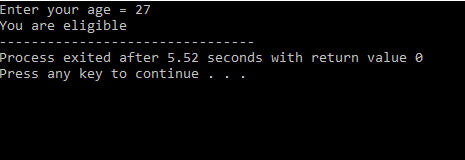 Enter your age = 27
You are eligible
--------------------------------
Process exited after 5.52 seconds with return value 0
Press any key to continue . . .